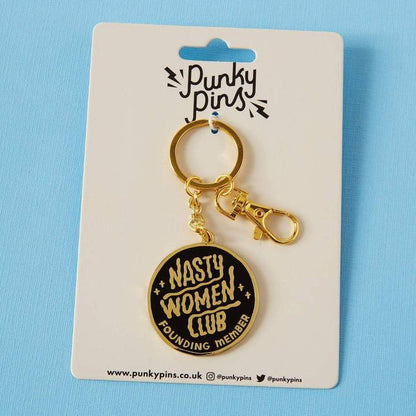 Punky
Pins
NASTY
WOMEN
CLUB
FOUNDING MEMBER
www.punkypins.co.uk @punkypins @punkypins